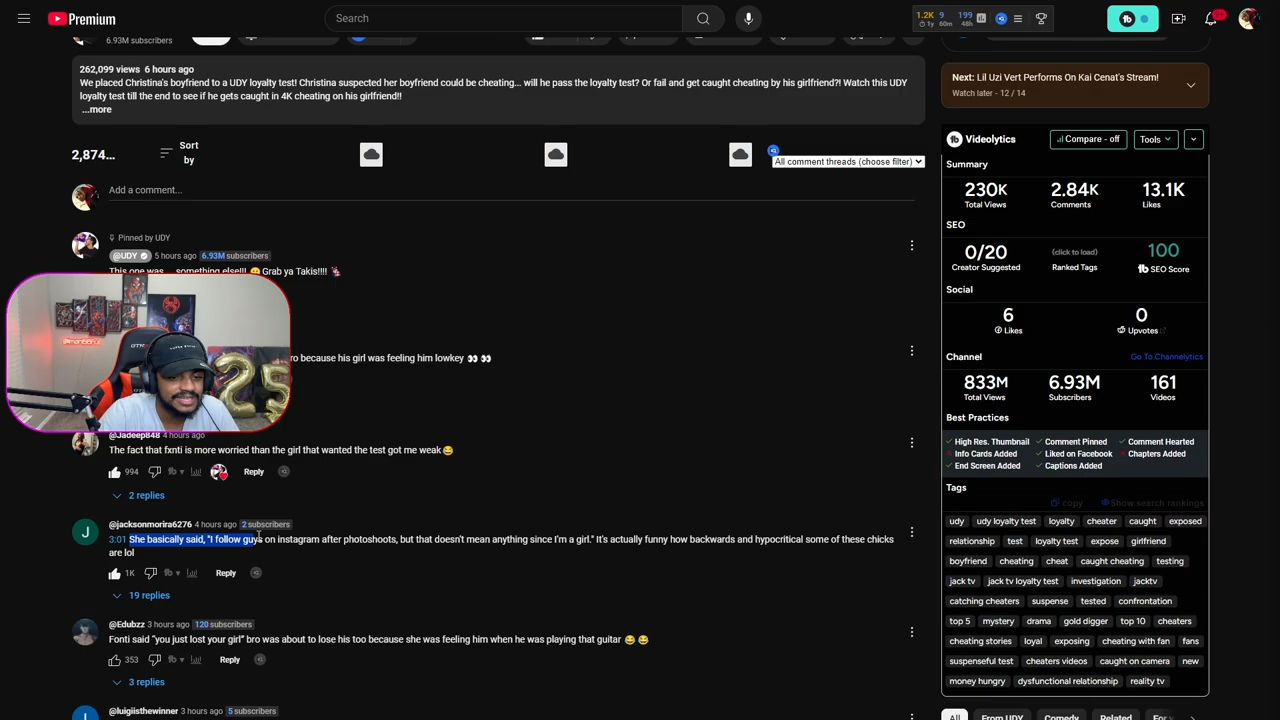 Premium
Search
1.2K 9 199
1y 60m 48h
9+
6.93M subscribers
262,099 views 6 hours ago
We placed Christina's boyfriend to a UDY loyalty test! Christina suspected her boyfriend could be cheating... will he pass the loyalty test? Or fail and get caught cheating by his girlfriend?! Watch this UDY
loyalty test till the end to see if he gets caught in 4K cheating on his girlfriend!!
...more
2,874...
Sort
by
All comment threads (choose filter)
Add a comment...
Pinned by UDY
@UDY 5 hours ago 6.93M subscribers
This one was... something else!!! 😬 Grab ya Takis!!!!
ro because his girl was feeling him lowkey 👀 👀
@Jadeep848 4 hours ago
The fact that fxnti is more worried than the girl that wanted the test got me weak😂
994 Reply
2 replies
J
@jacksonmorira6276 4 hours ago 2 subscribers
3:01 She basically said, "I follow guys on instagram after photoshoots, but that doesn't mean anything since I'm a girl." It's actually funny how backwards and hypocritical some of these chicks
are lol
1K Reply
19 replies
@Edubzz 3 hours ago 120 subscribers
Fonti said "you just lost your girl" bro was about to lose his too because she was feeling him when he was playing that guitar 😂 😂
353 Reply
3 replies
@luigiisthewinner 3 hours ago 5 subscribers
Next: Lil Uzi Vert Performs On Kai Cenat's Stream!
Watch later - 12 / 14
Videolytics Compare - off Tools
Summary
230K 2.84K 13.1K
Total Views Comments Likes
SEO
0/20 (click to load) 100
Creator Suggested Ranked Tags SEO Score
Social
6 0
Likes Upvotes
Channel Go To Channelytics
833M 6.93M 161
Total Views Subscribers Videos
Best Practices
High Res. Thumbnail Comment Pinned Comment Hearted
Info Cards Added Liked on Facebook Chapters Added
End Screen Added Captions Added
Tags
copy Show search rankings
udy udy loyalty test loyalty cheater caught exposed
relationship test loyalty test expose girlfriend
boyfriend cheating cheat caught cheating testing
jack tv jack tv loyalty test investigation jacktv
catching cheaters suspense tested confrontation
top 5 mystery drama gold digger top 10 cheaters
cheating stories loyal exposing cheating with fan fans
suspenseful test cheaters videos caught on camera new
money hungry dysfunctional relationship reality tv
All From UDY Comedy Related For